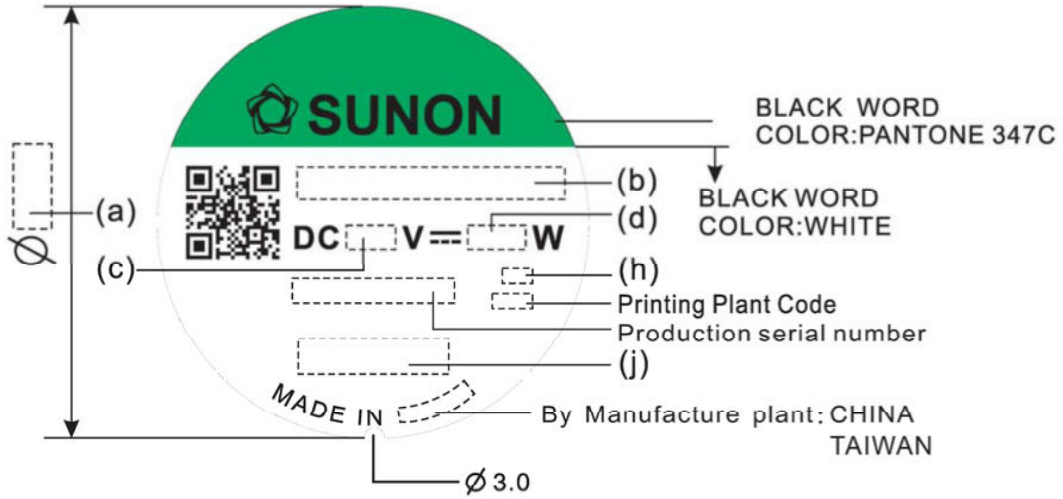 SUNON
BLACK WORD
COLOR:PANTONE 347C
BLACK WORD
COLOR:WHITE
(a)
Ø
(b)
DC V⎓ W
(d)
(c)
(h)
Printing Plant Code
Production serial number
(j)
MADE IN
By Manufacture plant: CHINA
TAIWAN
Ø3.0